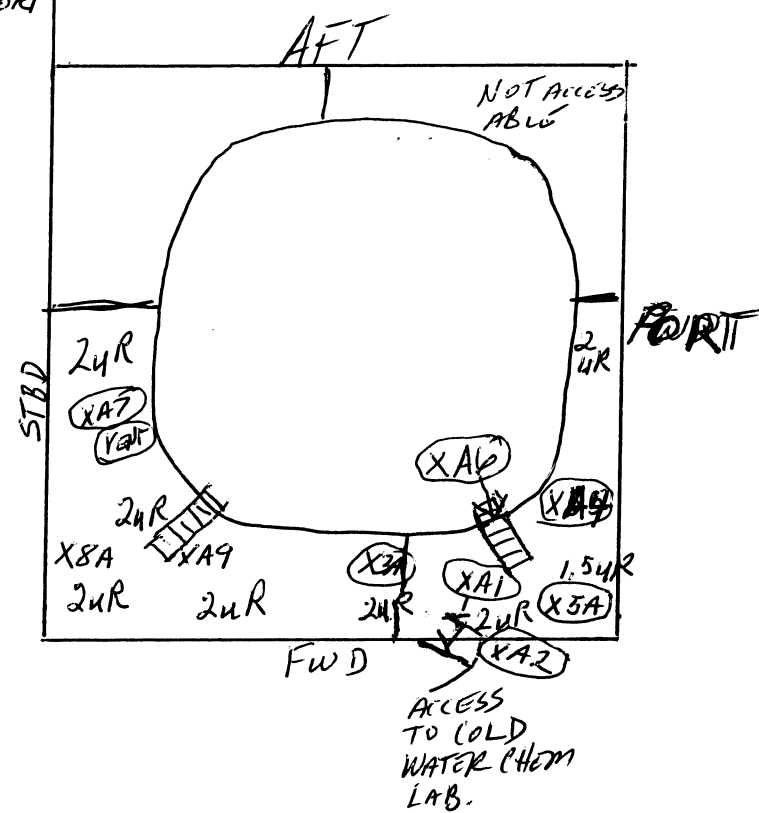 AFT
NOT ACCESS
ABLE
PORT
2uR
2
uR
STBD
XA7
VENT
XA6
2uR
X8A
XA9
X3A
1.5uR
XA1
X5A
2uR
2uR
2uR
2uR
XA2
FWD
ACCESS
TO COLD
WATER CHEM
LAB.